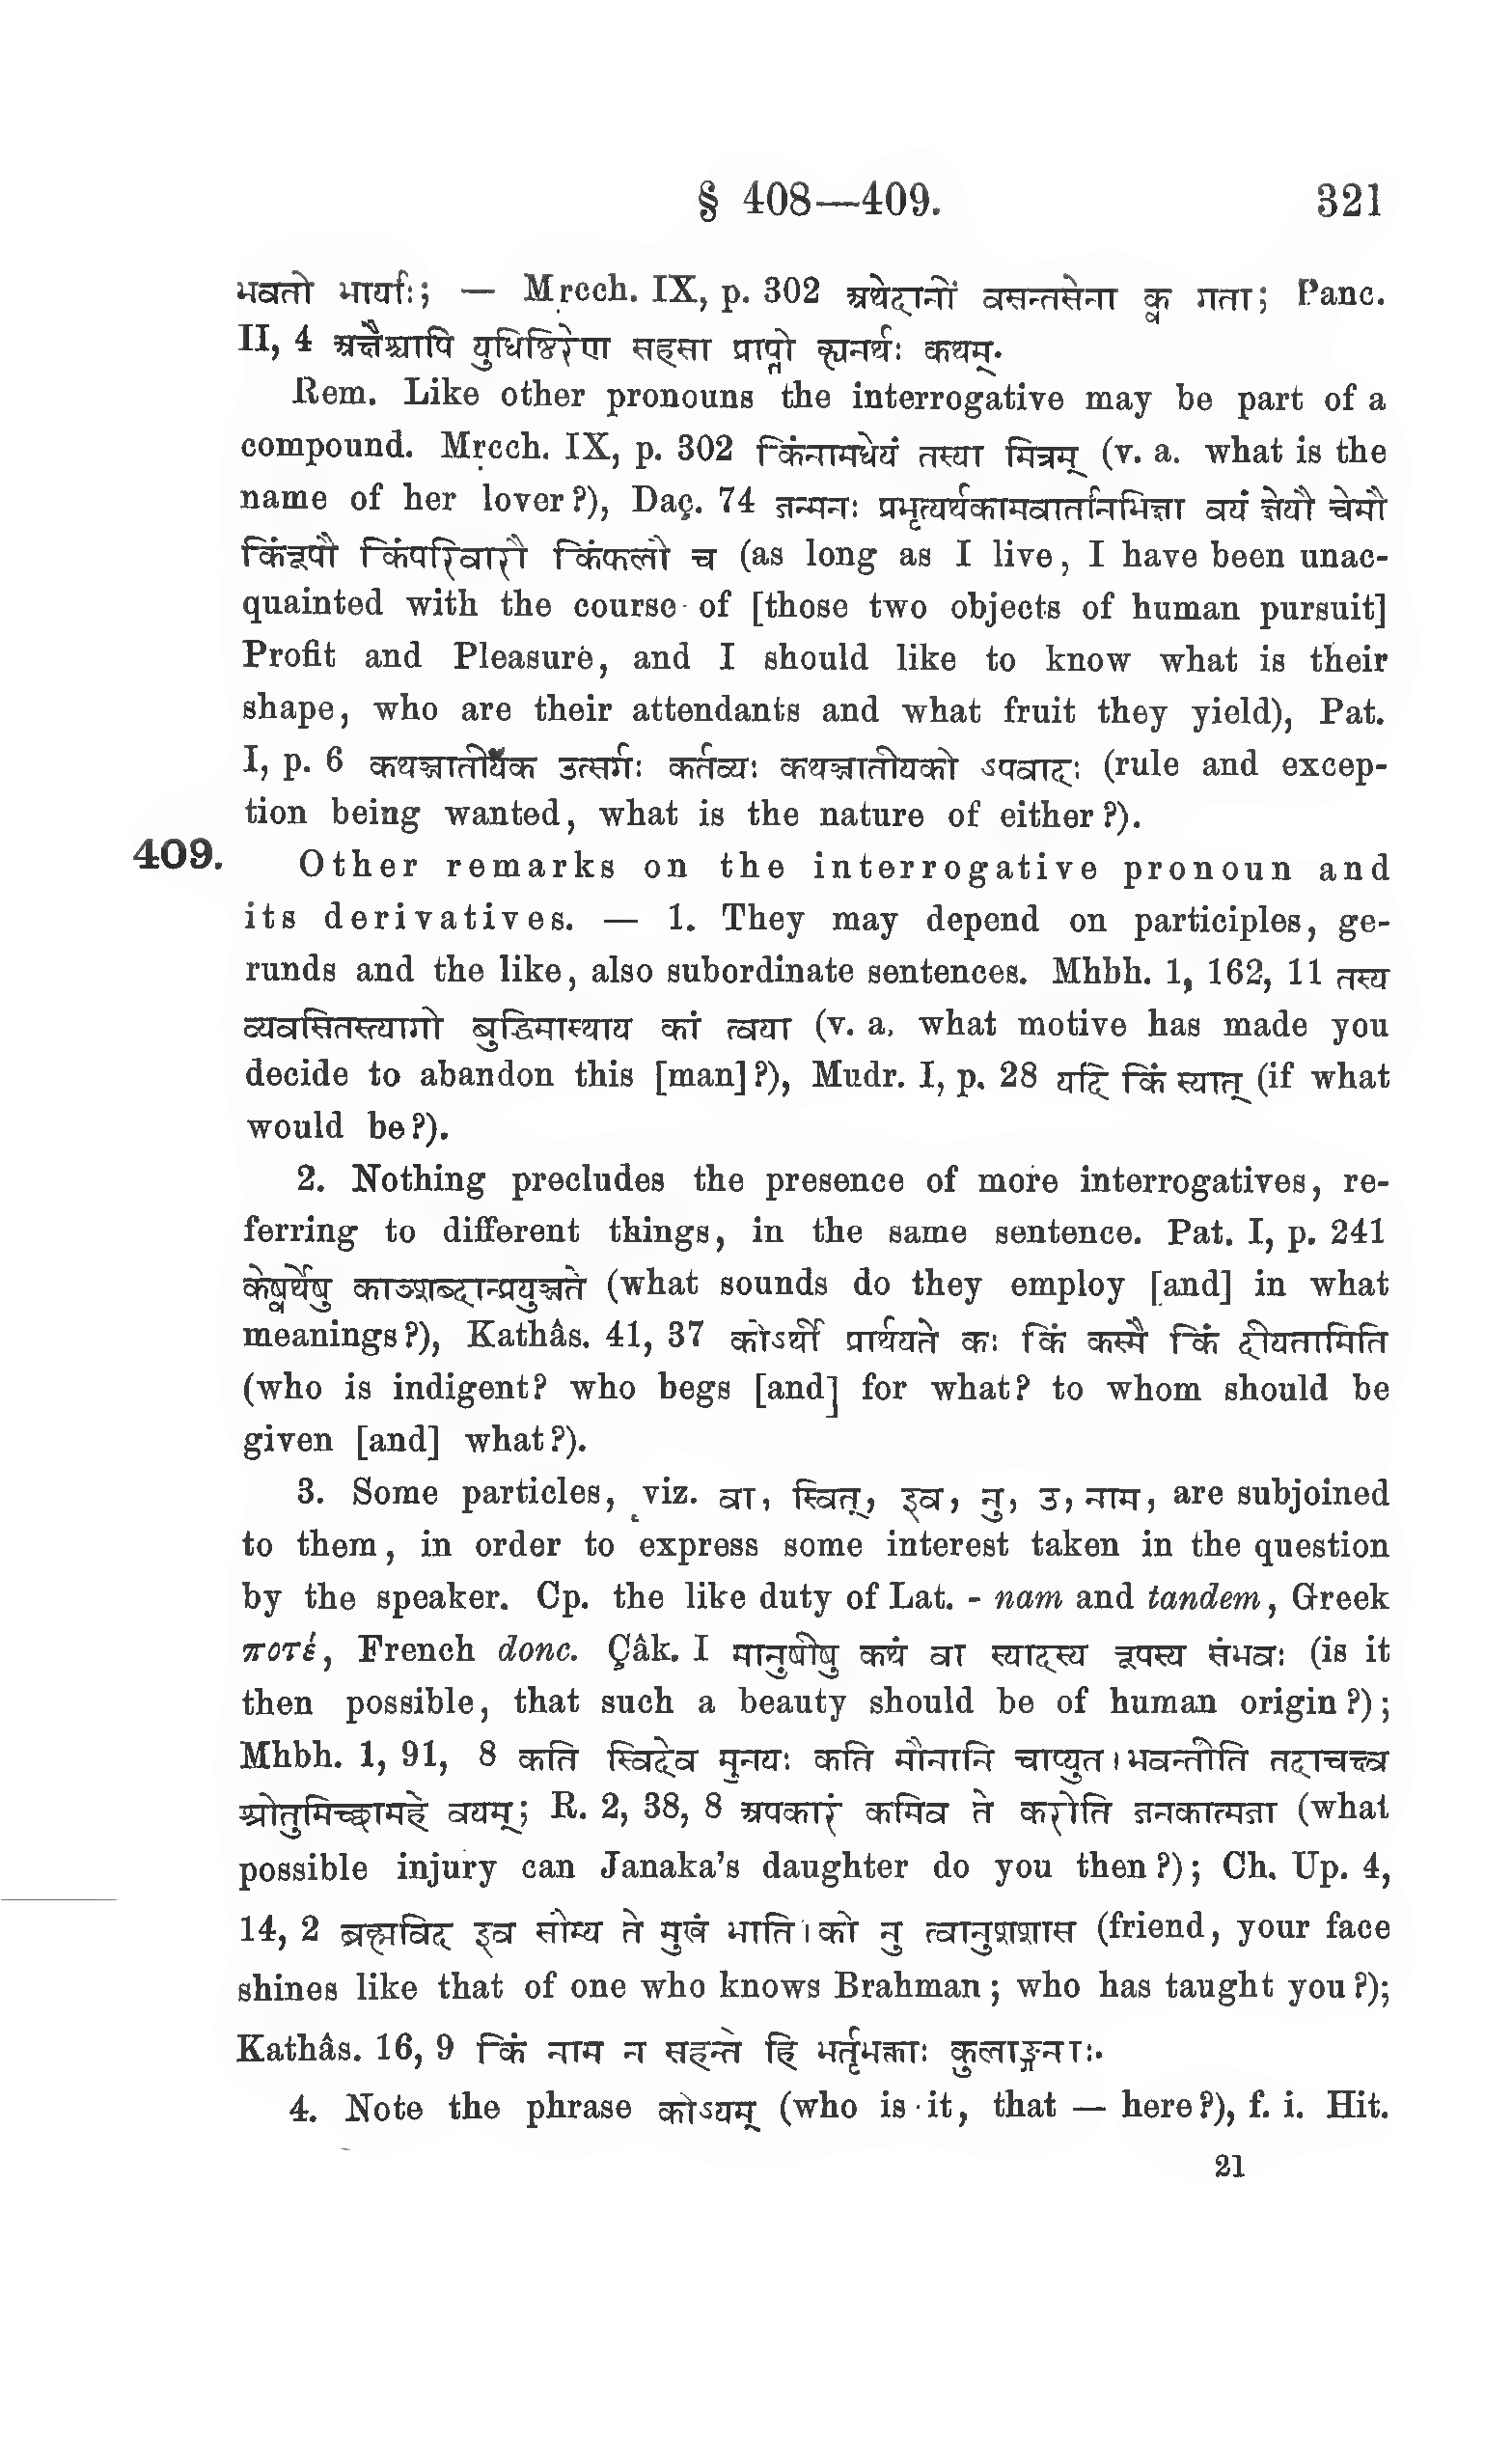 § 408—409. 321
भवतो भार्याः; — Mṛcch. IX, p. 302 अथेदानीं वसन्तसेना क्व गता; Panc.
II, 4 अक्षैश्चापि युधिष्ठिरेण सहसा प्राप्तो ह्यनर्थः कथम्.
Rem. Like other pronouns the interrogative may be part of a
compound. Mṛcch. IX, p. 302 किंनामधेयं तस्या मित्रम् (v. a. what is the
name of her lover?), Daç. 74 जन्मनः प्रभृत्यर्थकामवार्तानभिज्ञा वयं ज्ञेयौ चेमौ
किंरूपौ किंपरिवारौ किंफलौ च (as long as I live, I have been unac-
quainted with the course of [those two objects of human pursuit]
Profit and Pleasure, and I should like to know what is their
shape, who are their attendants and what fruit they yield), Pat.
I, p. 6 कथञ्जातीयक उत्सर्गः कर्तव्यः कथञ्जातीयको ऽपवादः (rule and excep-
tion being wanted, what is the nature of either?).
409. Other remarks on the interrogative pronoun and
its derivatives. — 1. They may depend on participles, ge-
runds and the like, also subordinate sentences. Mhbh. 1, 162, 11 तस्य
व्यवसितस्त्यागो बुद्धिमास्थाय कां त्वया (v. a. what motive has made you
decide to abandon this [man]?), Mudr. I, p. 28 यदि किं स्यात् (if what
would be?).
2. Nothing precludes the presence of more interrogatives, re-
ferring to different things, in the same sentence. Pat. I, p. 241
केष्वर्थेषु काञ्शब्दान्प्रयुञ्जते (what sounds do they employ [and] in what
meanings?), Kathâs. 41, 37 कोऽर्थी प्रार्थयते कः किं कस्मै किं दीयतामिति
(who is indigent? who begs [and] for what? to whom should be
given [and] what?).
3. Some particles, viz. वा, स्वित्, इव, नु, उ, नाम, are subjoined
to them, in order to express some interest taken in the question
by the speaker. Cp. the like duty of Lat. - nam and tandem, Greek
ποτέ, French donc. Çâk. I मानुषीषु कथं वा स्यादस्य रूपस्य संभवः (is it
then possible, that such a beauty should be of human origin?);
Mhbh. 1, 91, 8 कति स्विदेव मुनयः कति मौनानि चाप्युत। भवन्तीति तदाचक्ष्व
श्रोतुमिच्छामहे वयम्; R. 2, 38, 8 अपकारं कमिव ते करोति जनकात्मजा (what
possible injury can Janaka's daughter do you then?); Ch. Up. 4,
14, 2 ब्रह्मविद इव सोम्य ते मुखं भाति। को नु त्वानुशशास (friend, your face
shines like that of one who knows Brahman; who has taught you?);
Kathâs. 16, 9 किं नाम न सहन्ते हि भर्तृभक्ताः कुलाङ्गनाः.
4. Note the phrase कोऽयम् (who is it, that — here?), f. i. Hit.
21